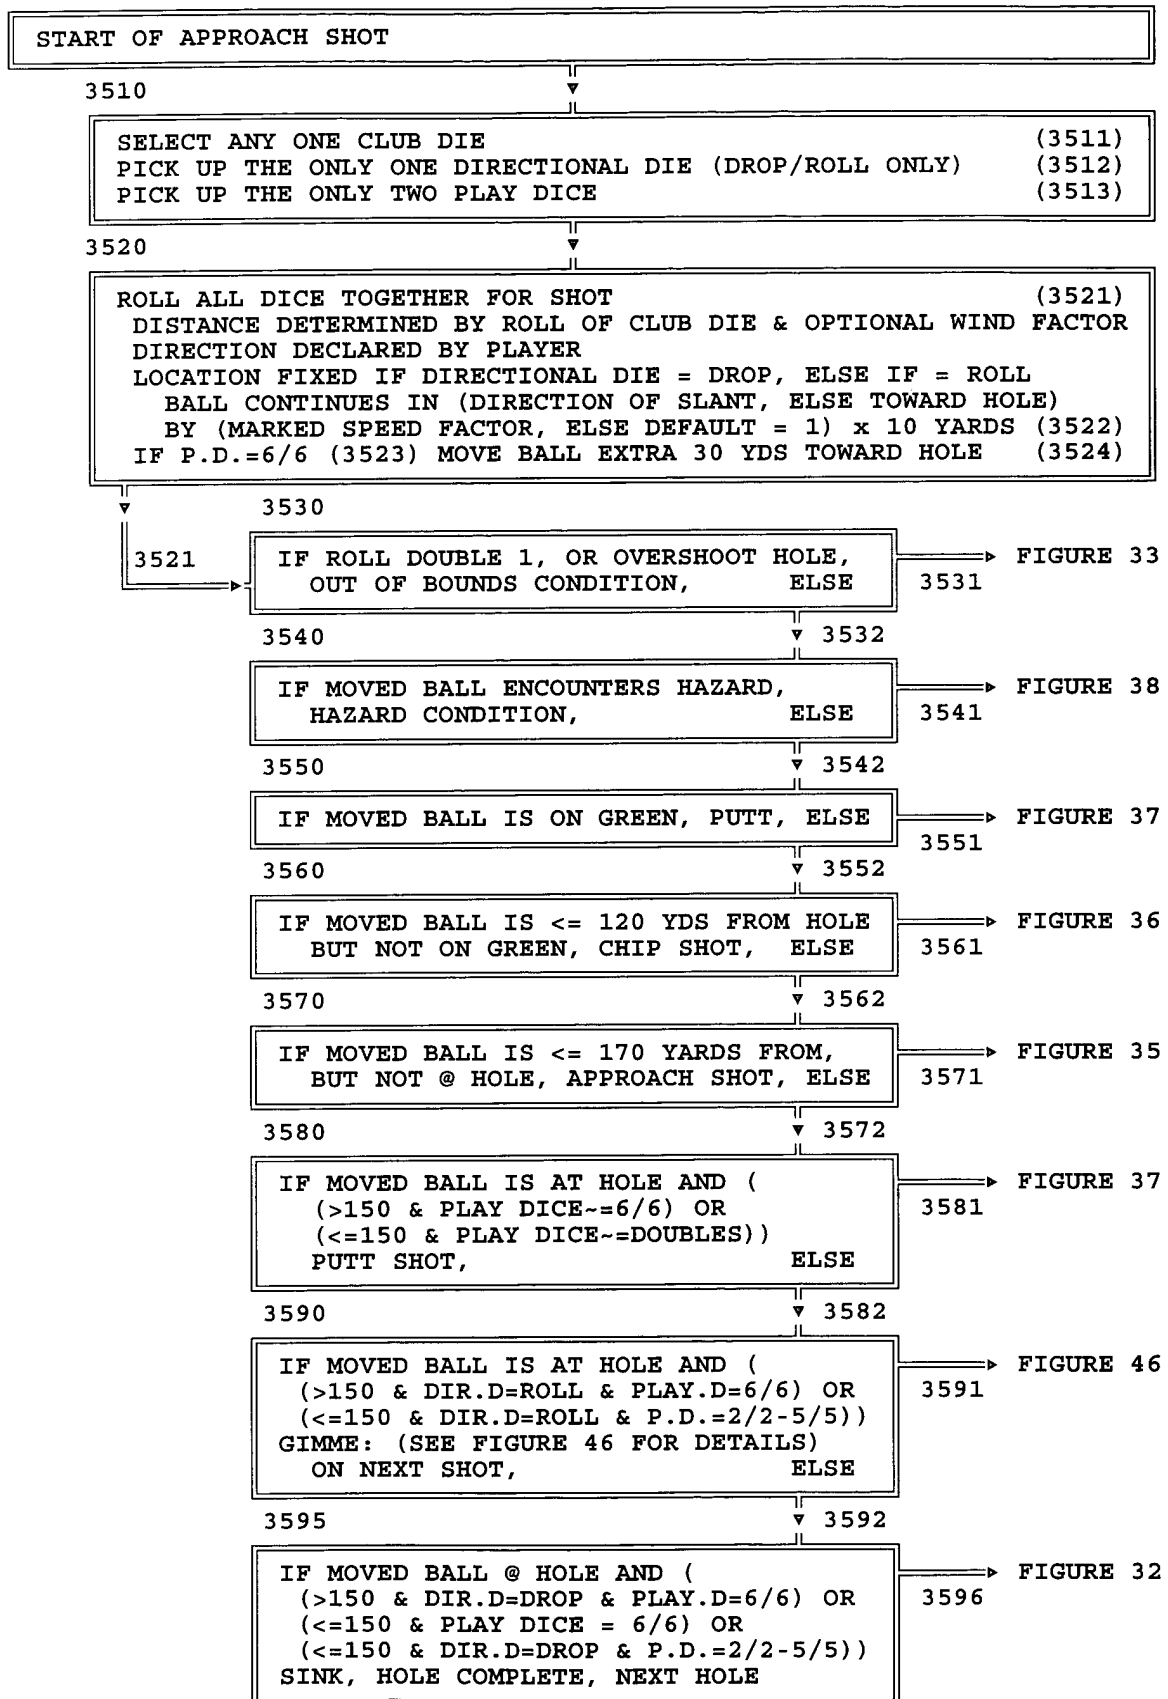 START OF APPROACH SHOT
3510
SELECT ANY ONE CLUB DIE (3511)
PICK UP THE ONLY ONE DIRECTIONAL DIE (DROP/ROLL ONLY) (3512)
PICK UP THE ONLY TWO PLAY DICE (3513)
3520
ROLL ALL DICE TOGETHER FOR SHOT (3521)
DISTANCE DETERMINED BY ROLL OF CLUB DIE & OPTIONAL WIND FACTOR
DIRECTION DECLARED BY PLAYER
LOCATION FIXED IF DIRECTIONAL DIE = DROP, ELSE IF = ROLL
BALL CONTINUES IN (DIRECTION OF SLANT, ELSE TOWARD HOLE)
BY (MARKED SPEED FACTOR, ELSE DEFAULT = 1) x 10 YARDS (3522)
IF P.D.=6/6 (3523) MOVE BALL EXTRA 30 YDS TOWARD HOLE (3524)
3530
3521
IF ROLL DOUBLE 1, OR OVERSHOOT HOLE,
OUT OF BOUNDS CONDITION, ELSE
FIGURE 33
3531
3540
3532
IF MOVED BALL ENCOUNTERS HAZARD,
HAZARD CONDITION, ELSE
FIGURE 38
3541
3550
3542
IF MOVED BALL IS ON GREEN, PUTT, ELSE
FIGURE 37
3551
3560
3552
IF MOVED BALL IS <= 120 YDS FROM HOLE
BUT NOT ON GREEN, CHIP SHOT, ELSE
FIGURE 36
3561
3570
3562
IF MOVED BALL IS <= 170 YARDS FROM,
BUT NOT @ HOLE, APPROACH SHOT, ELSE
FIGURE 35
3571
3580
3572
IF MOVED BALL IS AT HOLE AND (
(>150 & PLAY DICE~=6/6) OR
(<=150 & PLAY DICE~=DOUBLES))
PUTT SHOT, ELSE
FIGURE 37
3581
3590
3582
IF MOVED BALL IS AT HOLE AND (
(>150 & DIR.D=ROLL & PLAY.D=6/6) OR
(<=150 & DIR.D=ROLL & P.D.=2/2-5/5))
GIMME: (SEE FIGURE 46 FOR DETAILS)
ON NEXT SHOT, ELSE
FIGURE 46
3591
3595
3592
IF MOVED BALL @ HOLE AND (
(>150 & DIR.D=DROP & PLAY.D=6/6) OR
(<=150 & PLAY DICE = 6/6) OR
(<=150 & DIR.D=DROP & P.D.=2/2-5/5))
SINK, HOLE COMPLETE, NEXT HOLE
FIGURE 32
3596